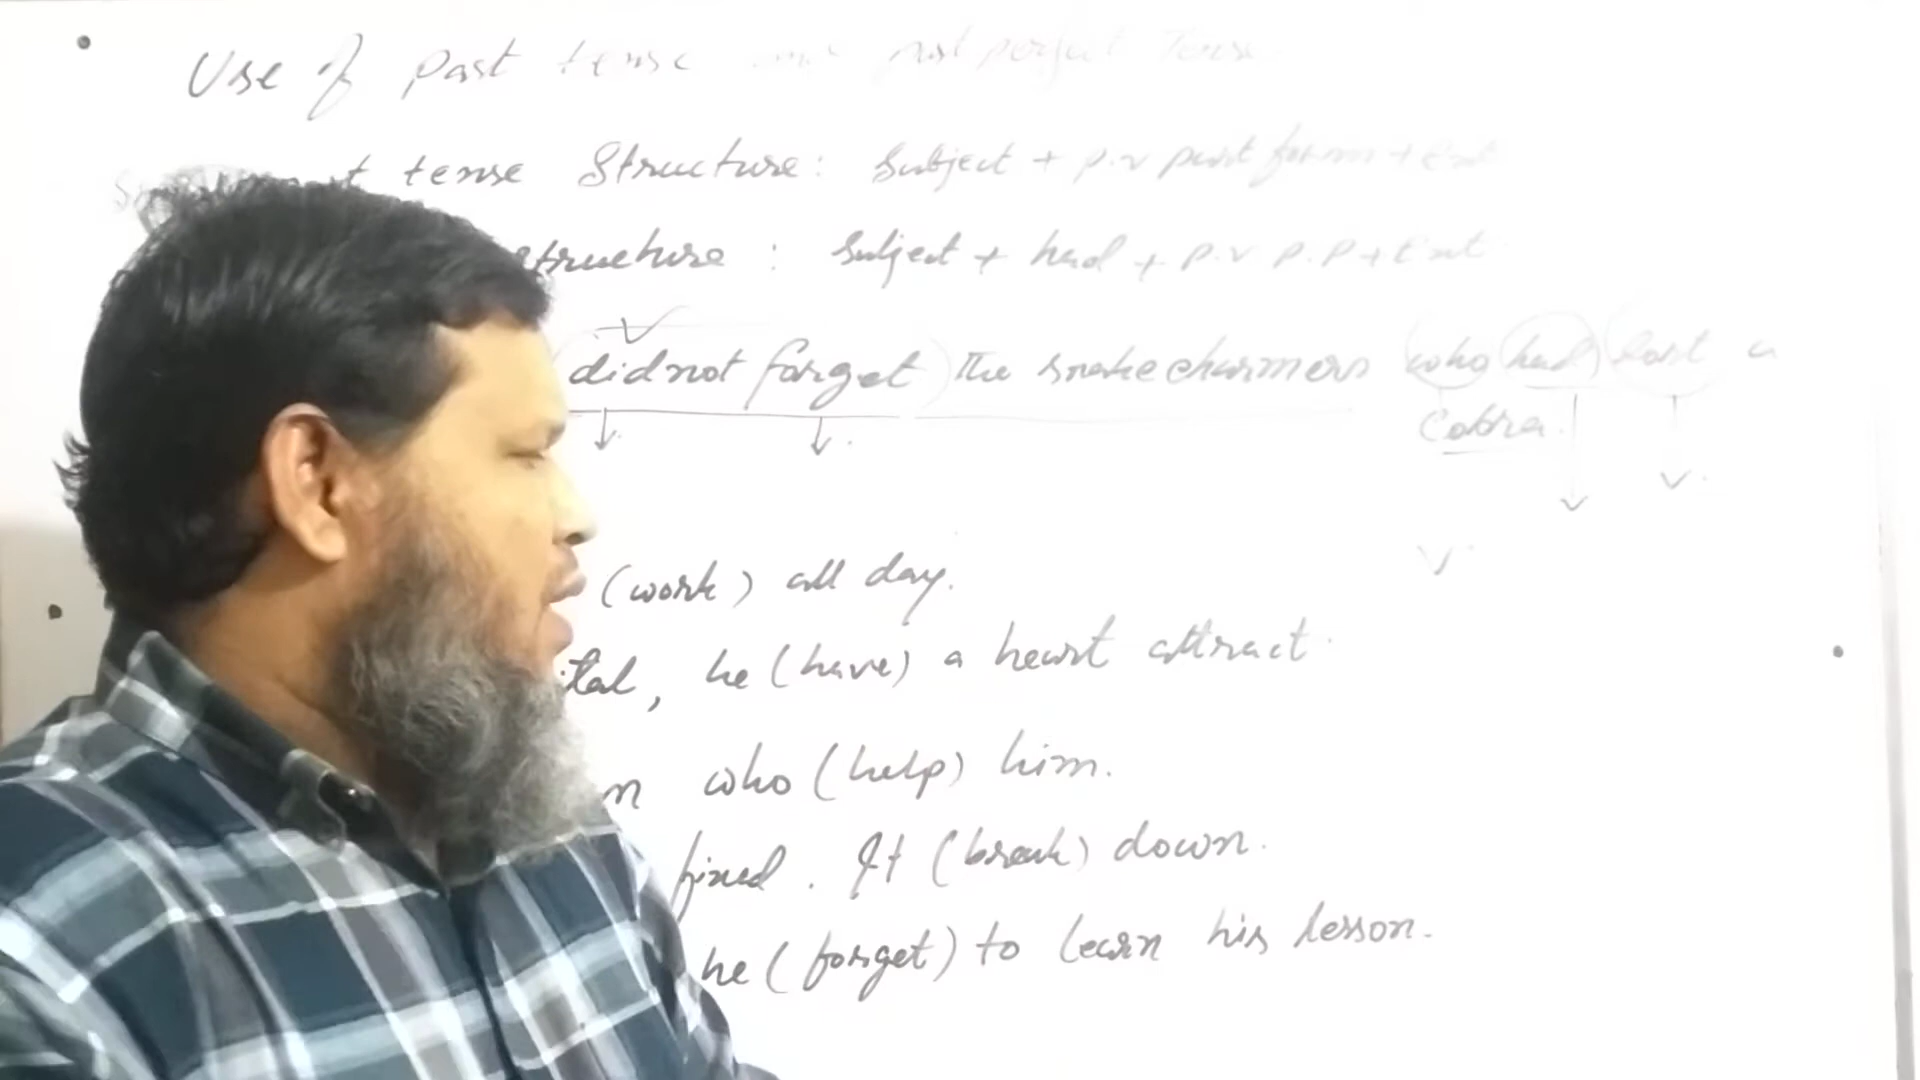 Use of past tense and past perfect Tense
tense Structure: Subject + p.v past form + Ext
structure : Subject + had + P.V P.P + Ext
did not forget the snake charmers who had lost a
Cobra.
(work) all day.
ital, he (have) a heart attract.
n who (help) him.
fixed. It (break) down.
he (forget) to learn his lesson.